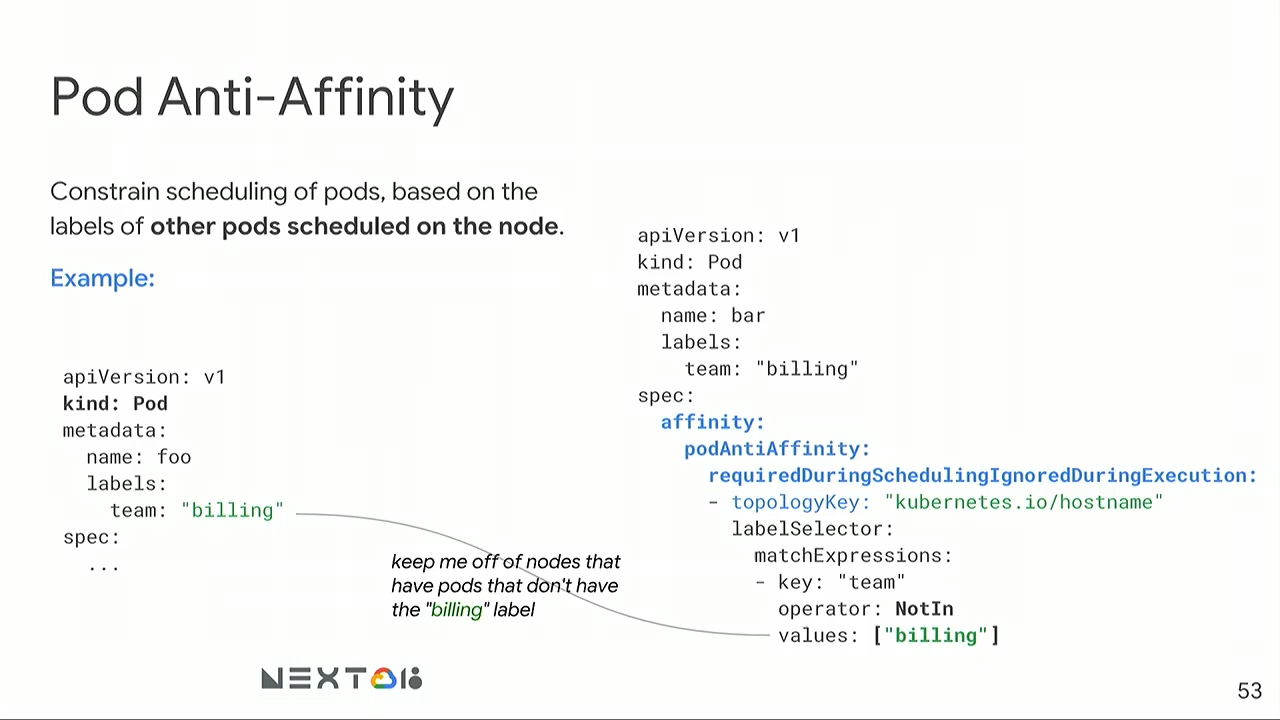 Pod Anti-Affinity
Constrain scheduling of pods, based on the
labels of other pods scheduled on the node.
Example:
apiVersion: v1
kind: Pod
metadata:
  name: foo
  labels:
    team: "billing"
spec:
  ...
keep me off of nodes that
have pods that don't have
the "billing" label
apiVersion: v1
kind: Pod
metadata:
  name: bar
  labels:
    team: "billing"
spec:
  affinity:
    podAntiAffinity:
      requiredDuringSchedulingIgnoredDuringExecution:
      - topologyKey: "kubernetes.io/hostname"
        labelSelector:
          matchExpressions:
          - key: "team"
            operator: NotIn
            values: ["billing"]
NEXT 18
53